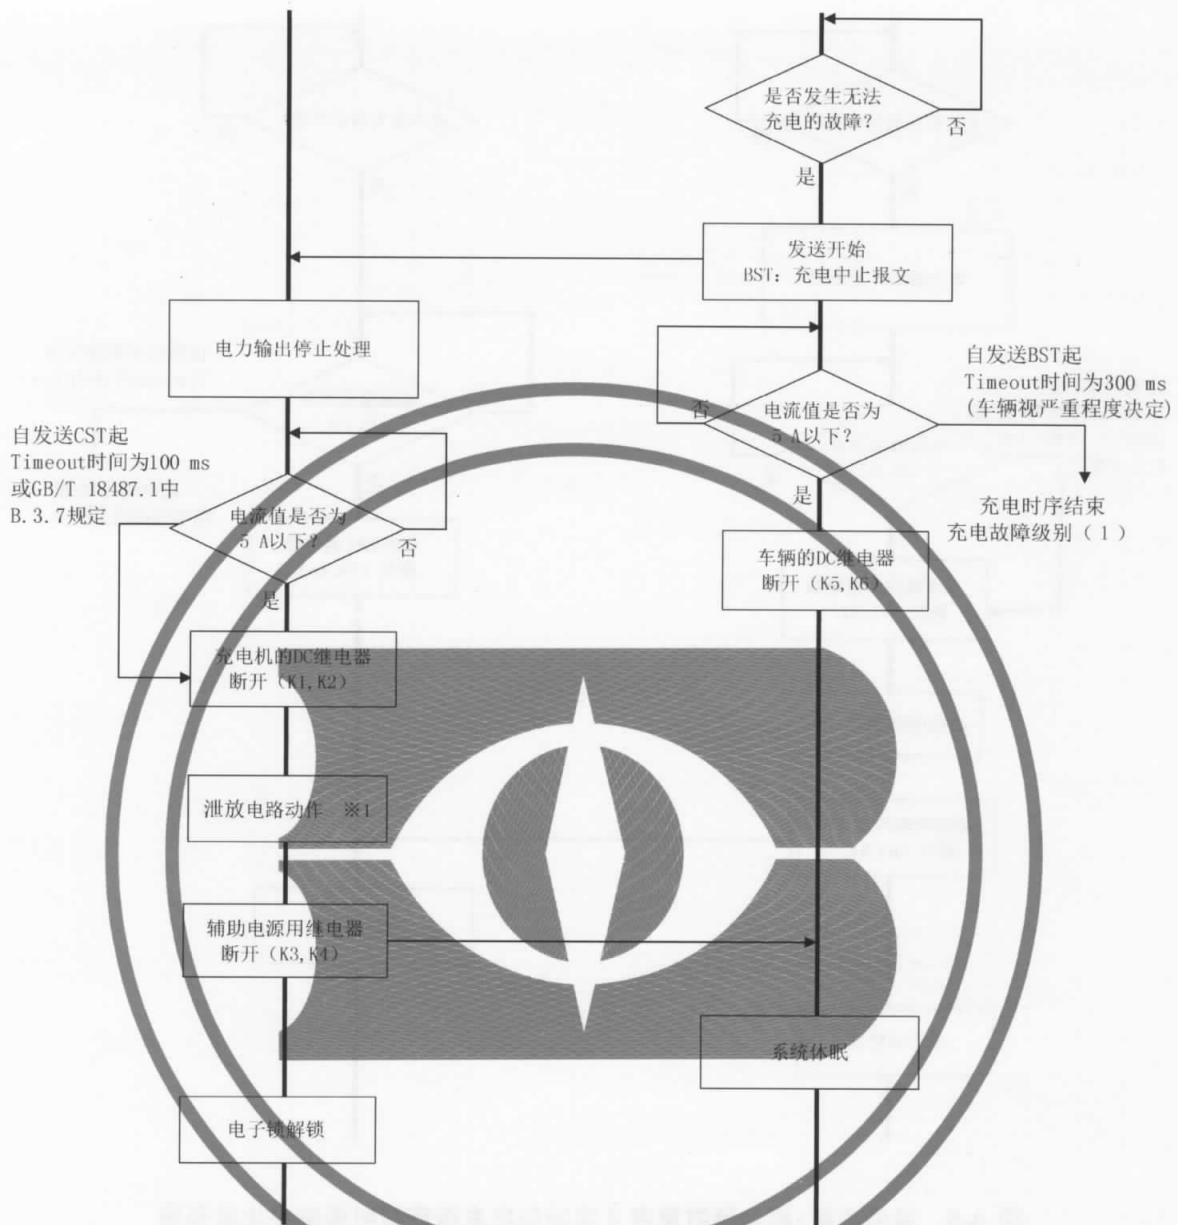 是否发生无法
充电的故障?
否
是
发送开始
BST: 充电中止报文
电力输出停止处理
自发送BST起
Timeout时间为300 ms
(车辆视严重程度决定)
否
电流值是否为
5 A以下?
自发送CST起
Timeout时间为100 ms
或GB/T 18487.1中
B.3.7规定
是
充电时序结束
充电故障级别(1)
电流值是否为
5 A以下?
否
车辆的DC继电器
断开(K5,K6)
是
充电机的DC继电器
断开(K1,K2)
泄放电路动作 ※1
辅助电源用继电器
断开(K3,K4)
系统休眠
电子锁解锁